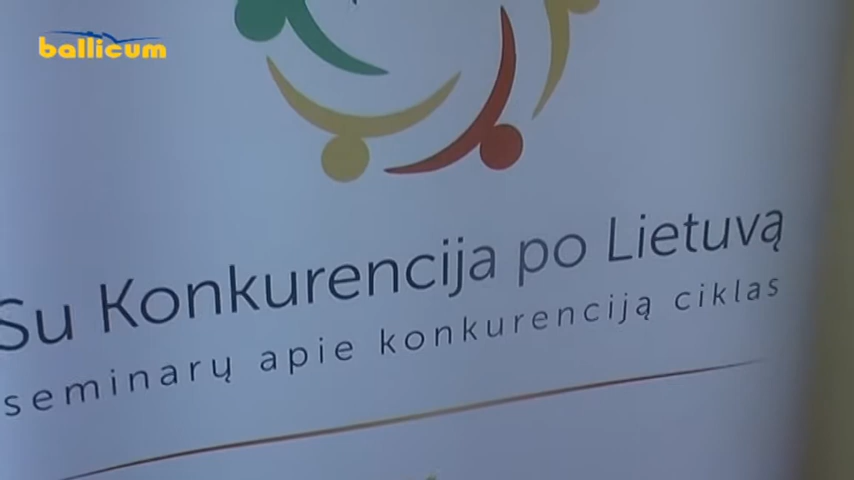 ballicum
Su Konkurencija po Lietuvą
seminarų apie konkurenciją ciklas